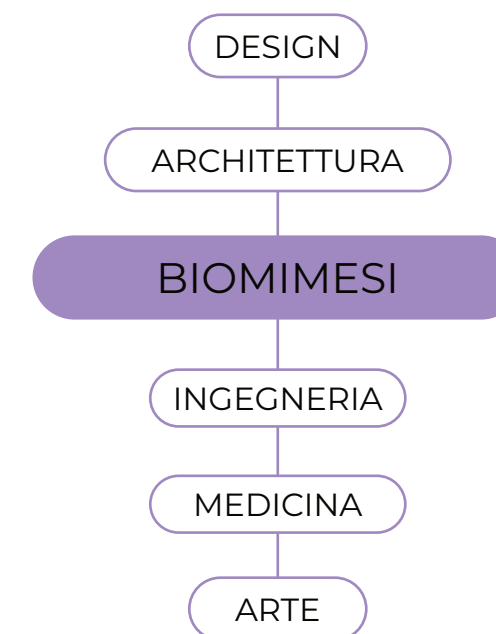 DESIGN
ARCHITETTURA
BIOMIMESI
INGEGNERIA
MEDICINA
ARTE